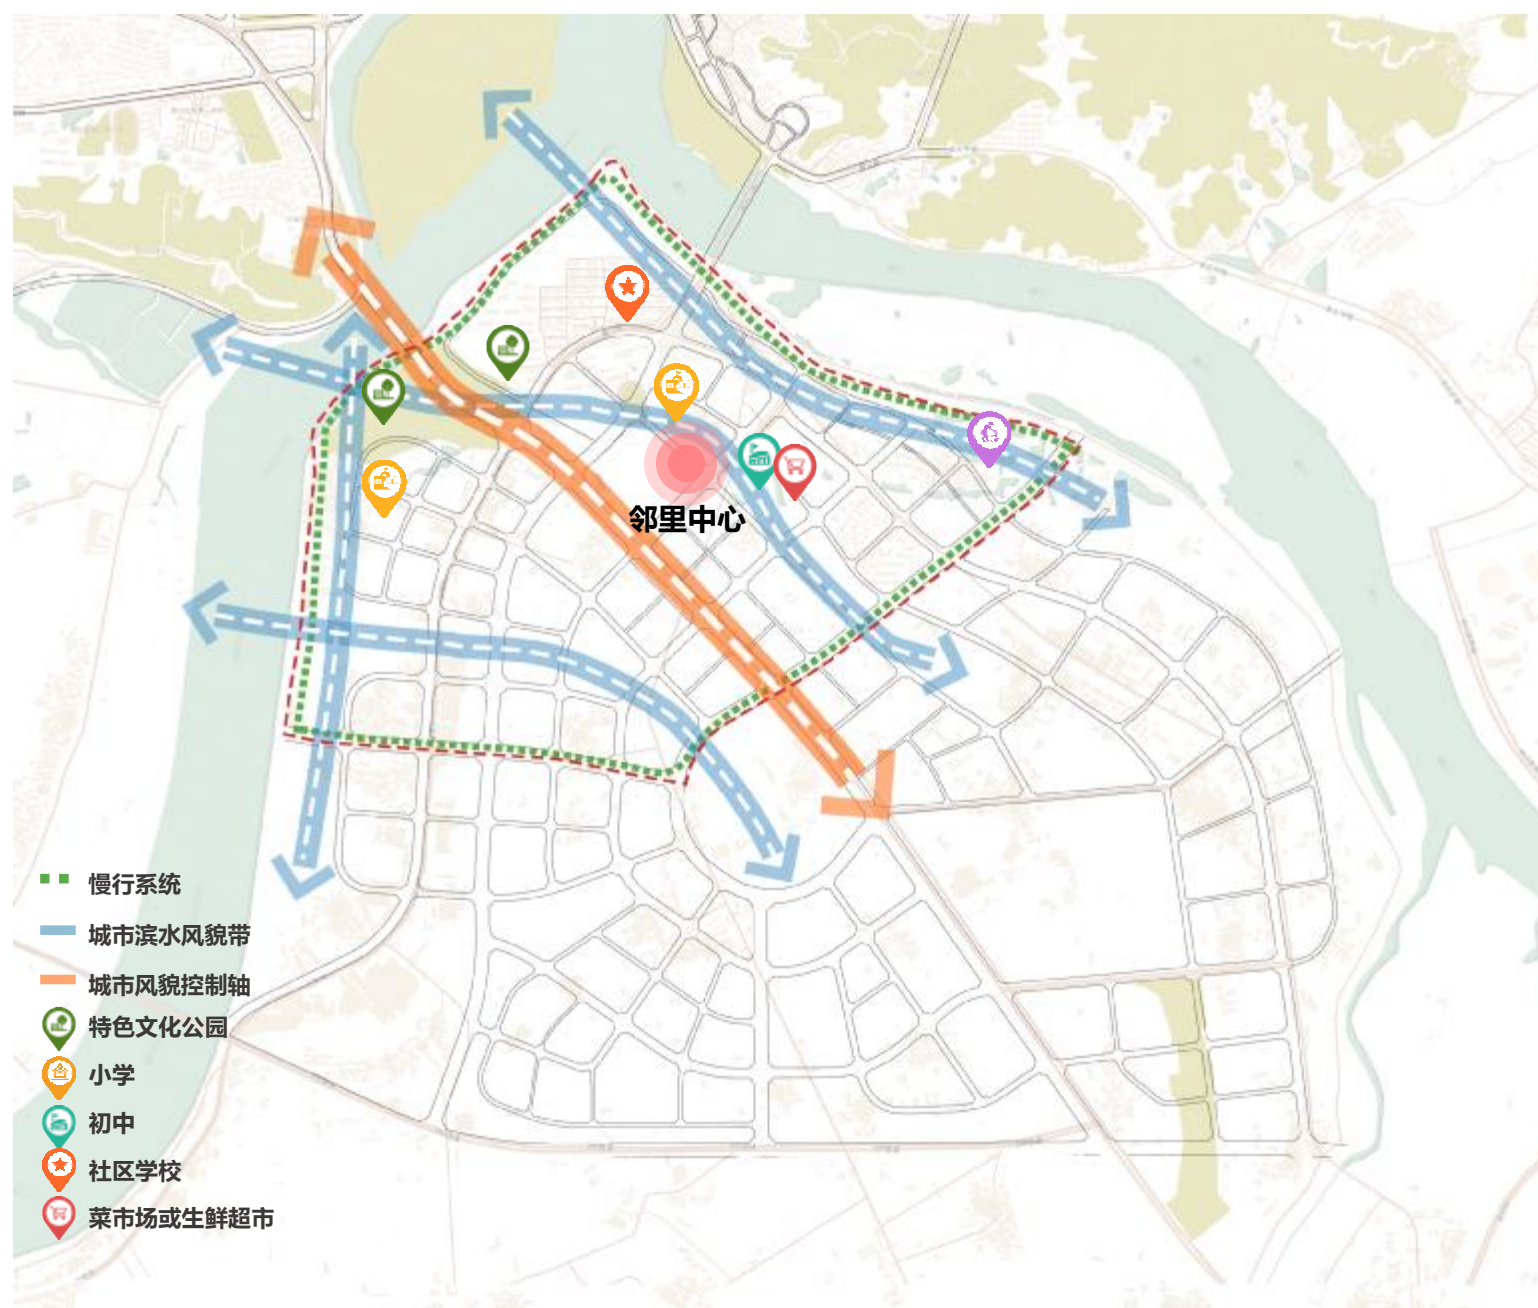 邻里中心
慢行系统
城市滨水风貌带
城市风貌控制轴
特色文化公园
小学
初中
社区学校
菜市场或生鲜超市